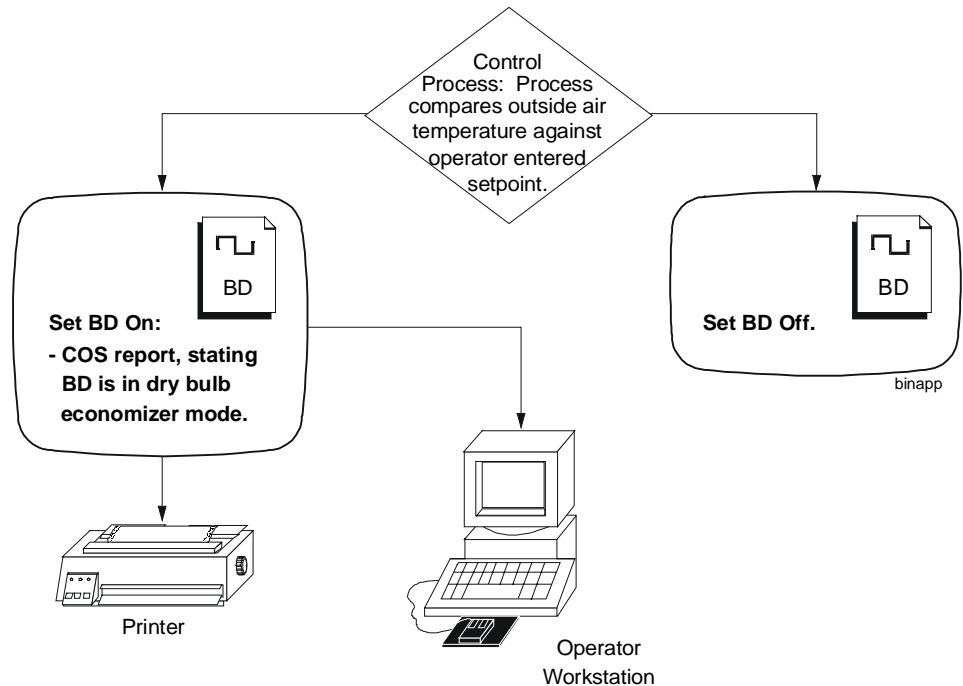 Control
Process: Process
compares outside air
temperature against
operator entered
setpoint.
BD
Set BD On:
- COS report, stating
BD is in dry bulb
economizer mode.
BD
Set BD Off.
binapp
Printer
Operator
Workstation